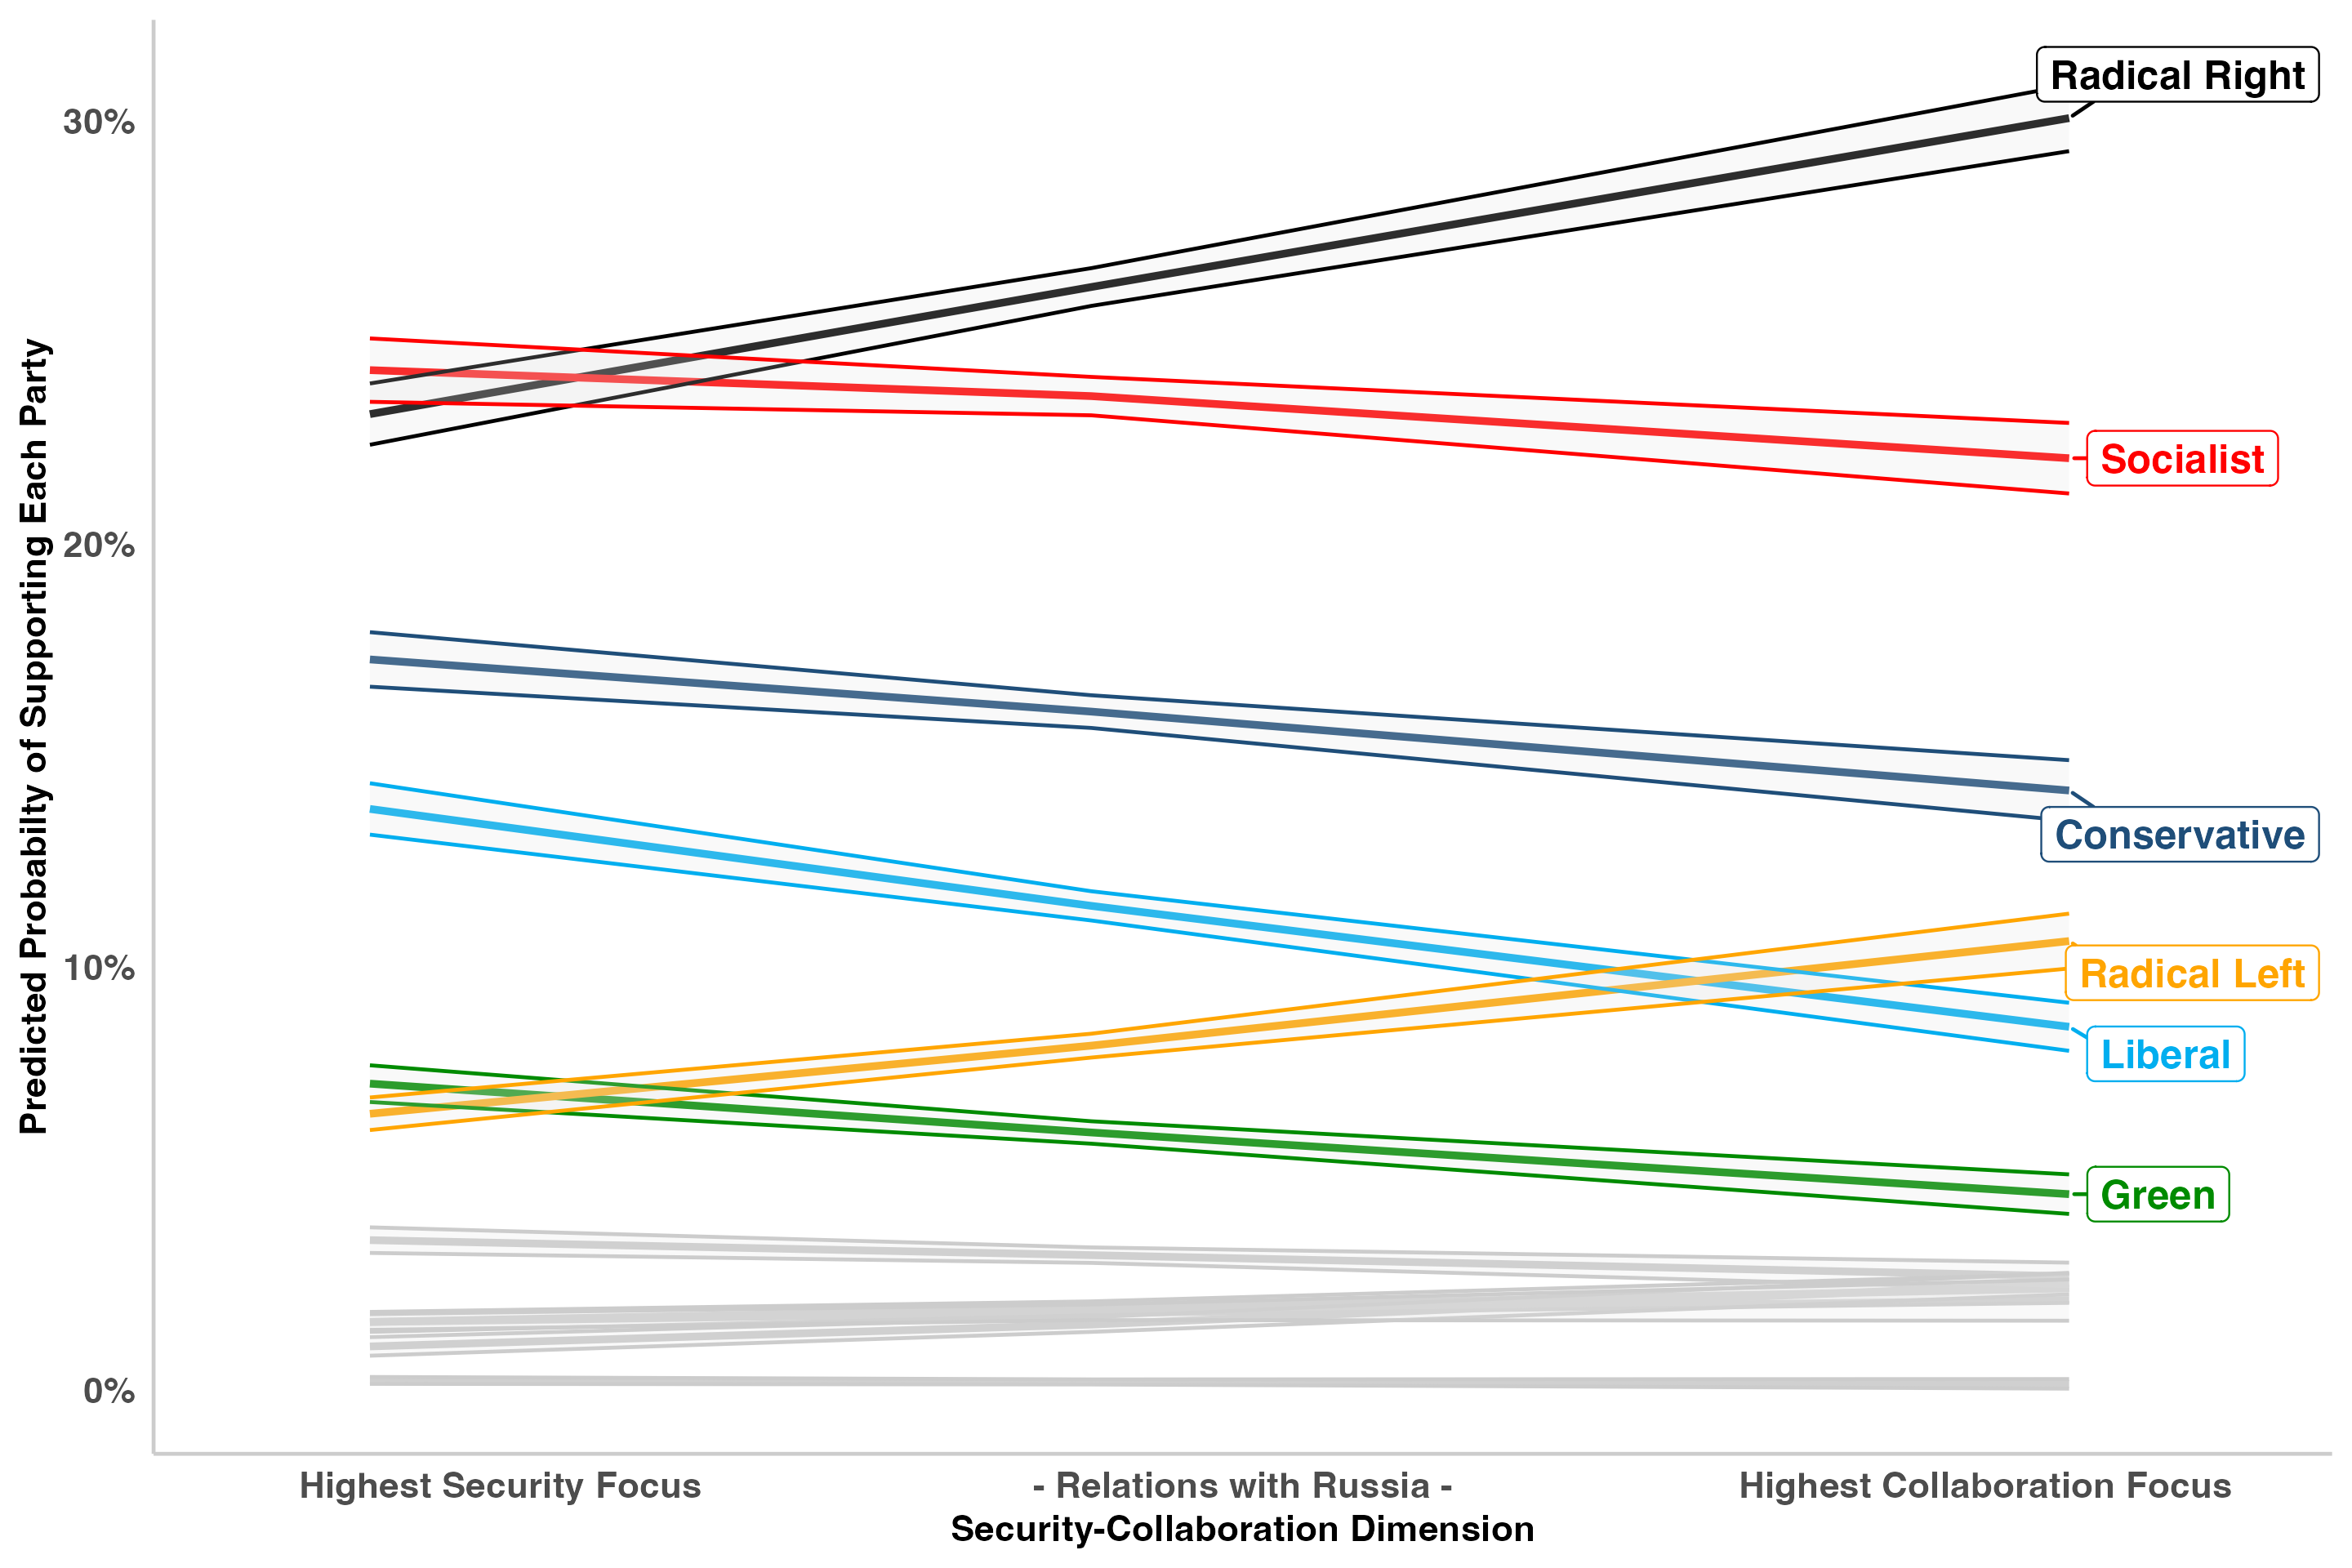 Predicted Probabilty of Supporting Each Party
30%
20%
10%
0%
Radical Right
Socialist
Conservative
Radical Left
Liberal
Green
Highest Security Focus
- Relations with Russia -
Highest Collaboration Focus
Security-Collaboration Dimension